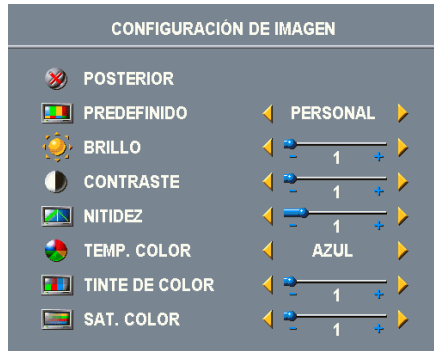 CONFIGURACIÓN DE IMAGEN
POSTERIOR
PREDEFINIDO PERSONAL
BRILLO - 1 +
CONTRASTE - 1 +
NITIDEZ - 1 +
TEMP. COLOR AZUL
TINTE DE COLOR - 1 +
SAT. COLOR - 1 +